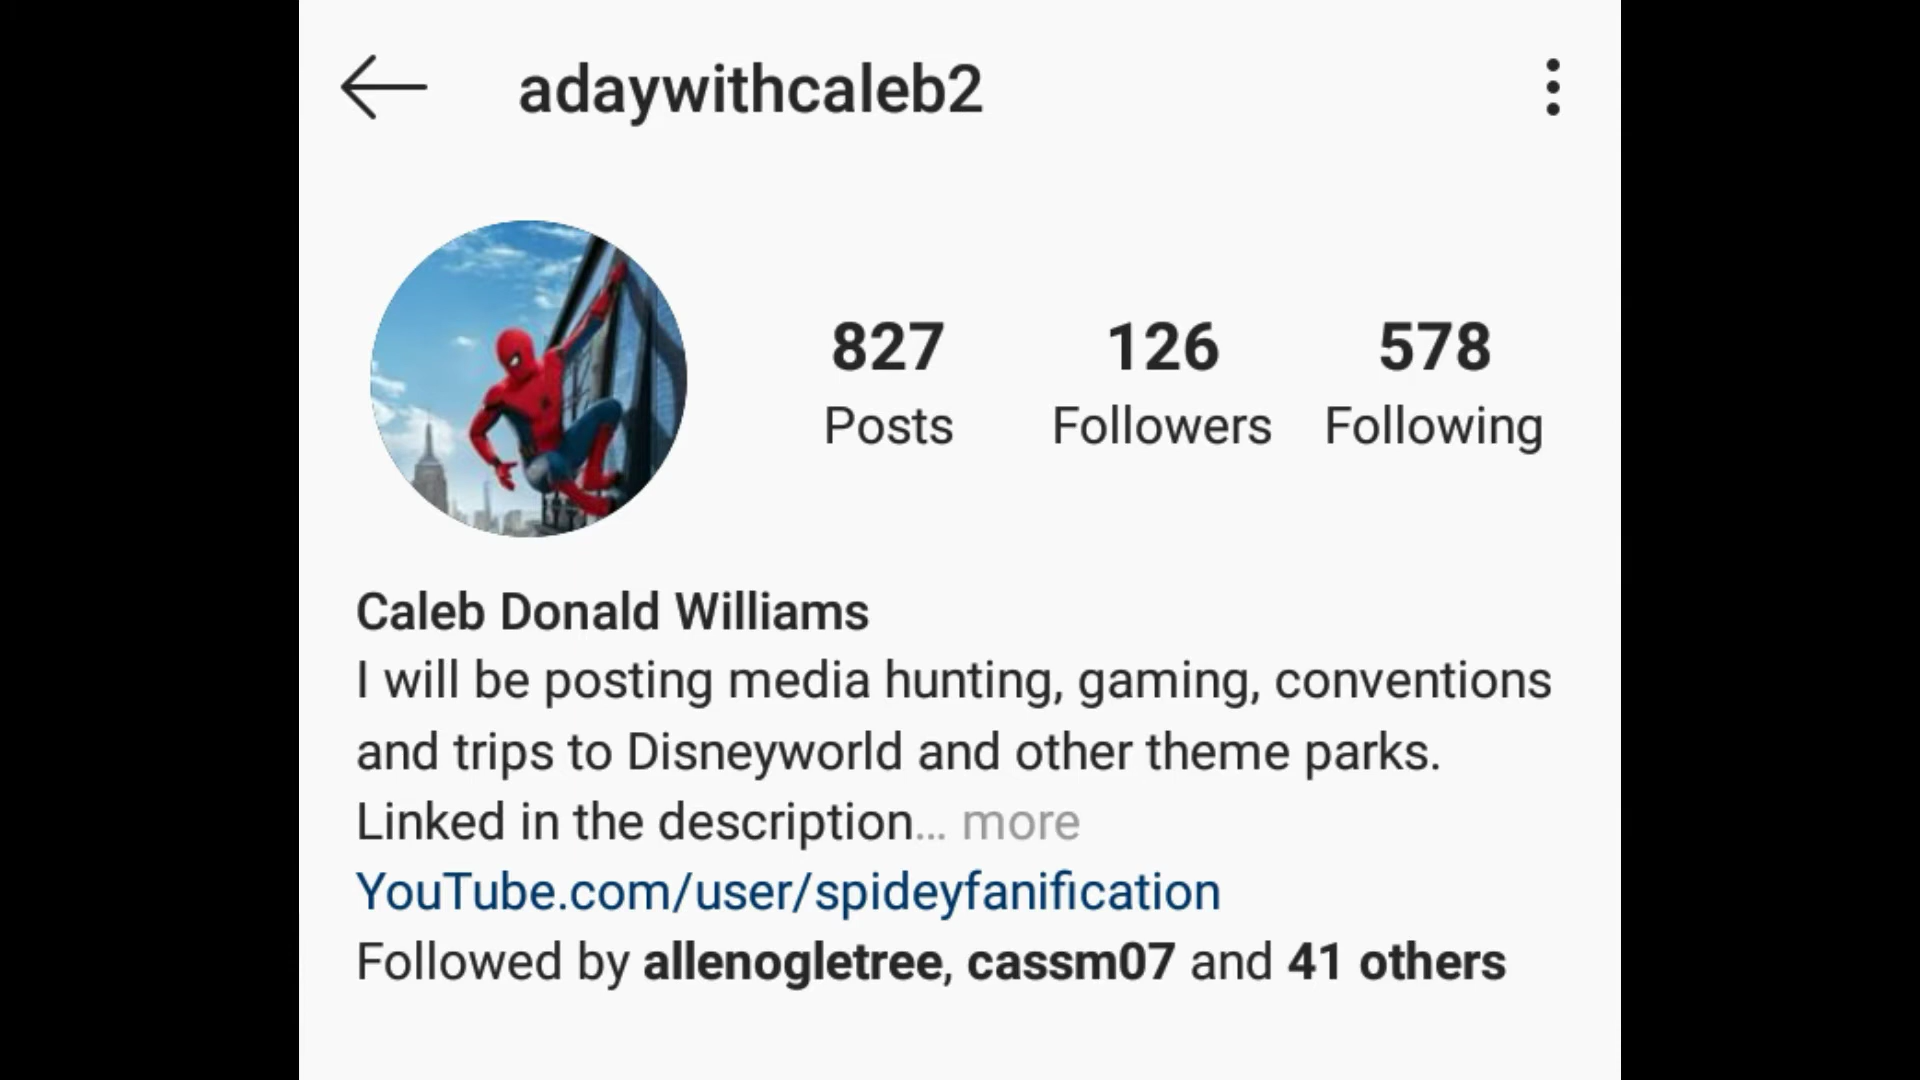 adaywithcaleb2
827 126 578
Posts Followers Following
Caleb Donald Williams
I will be posting media hunting, gaming, conventions
and trips to Disneyworld and other theme parks.
Linked in the description... more
YouTube.com/user/spideyfanification
Followed by allenogletree, cassm07 and 41 others